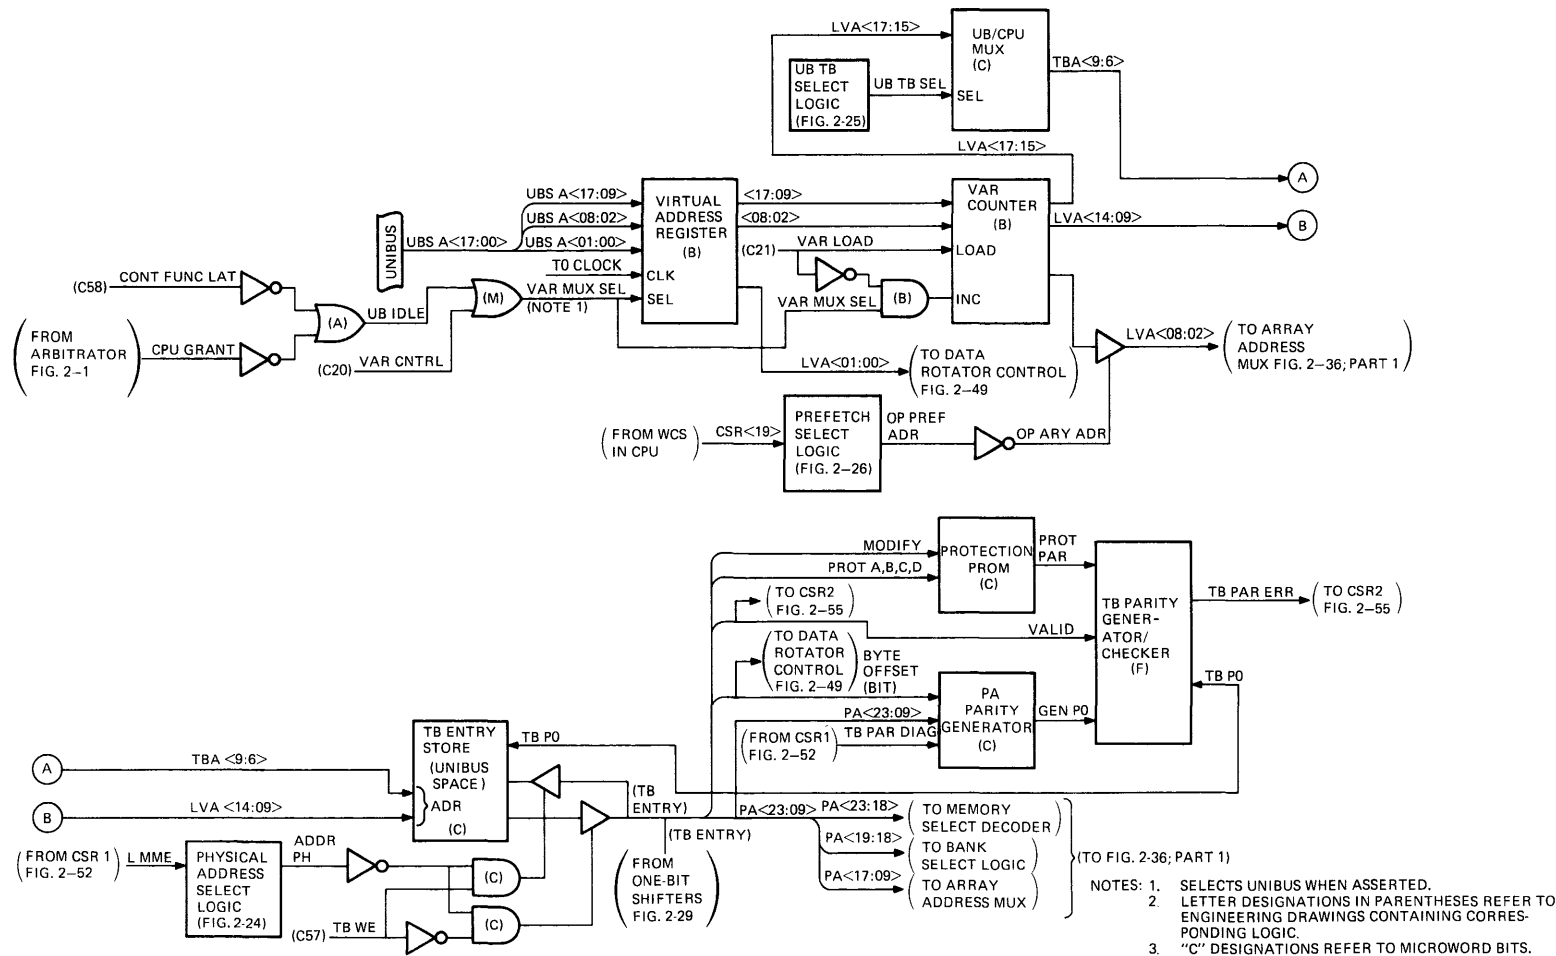 LVA<17:15>
UB/CPU
MUX
(C)
TBA<9:6>
UB TB
SELECT
LOGIC
(FIG. 2-25)
UB TB SEL
SEL
LVA<17:15>
A
UBS A<17:09>
UBS A<08:02>
UBS A<17:00>
UBS A<01:00>
UNIBUS
T0 CLOCK
VIRTUAL
ADDRESS
REGISTER
(B)
CLK
SEL
<17:09>
<08:02>
VAR
COUNTER
(B)
LOAD
INC
LVA<14:09>
B
(C21)
VAR LOAD
VAR MUX SEL
(B)
(C58)
CONT FUNC LAT
(A)
UB IDLE
(M)
VAR MUX SEL
(NOTE 1)
FROM
ARBITRATOR
FIG. 2–1
CPU GRANT
(C20)
VAR CNTRL
LVA<01:00>
TO DATA
ROTATOR CONTROL
FIG. 2–49
LVA<08:02>
TO ARRAY
ADDRESS
MUX FIG. 2–36; PART 1
FROM WCS
IN CPU
CSR<19>
PREFETCH
SELECT
LOGIC
(FIG. 2–26)
OP PREF
ADR
OP ARY ADR
MODIFY
PROT A,B,C,D
PROTECTION
PROM
(C)
PROT
PAR
TO CSR2
FIG. 2–55
VALID
TB PARITY
GENER-
ATOR/
CHECKER
(F)
TB PAR ERR
TO CSR2
FIG. 2–55
TO DATA
ROTATOR
CONTROL
FIG. 2–49
BYTE
OFFSET
(BIT)
PA<23:09>
(FROM CSR1
FIG. 2–52
TB PAR DIAG
PA
PARITY
GENERATOR
(C)
GEN P0
TB P0
A
TBA <9:6>
B
LVA <14:09>
TB ENTRY
STORE
(UNIBUS
SPACE)
ADR
(C)
TB P0
(TB
ENTRY)
(TB ENTRY)
PA<23:09>
PA<23:18>
TO MEMORY
SELECT DECODER
PA<19:18>
TO BANK
SELECT LOGIC
PA<17:09>
TO ARRAY
ADDRESS MUX
(TO FIG. 2-36; PART 1)
FROM CSR 1
FIG. 2–52
L MME
PHYSICAL
ADDRESS
SELECT
LOGIC
(FIG. 2-24)
ADDR
PH
(C)
(C)
(C57)
TB WE
FROM
ONE-BIT
SHIFTERS
FIG. 2-29
NOTES: 1. SELECTS UNIBUS WHEN ASSERTED.
2. LETTER DESIGNATIONS IN PARENTHESES REFER TO
ENGINEERING DRAWINGS CONTAINING CORRES-
PONDING LOGIC.
3. "C" DESIGNATIONS REFER TO MICROWORD BITS.